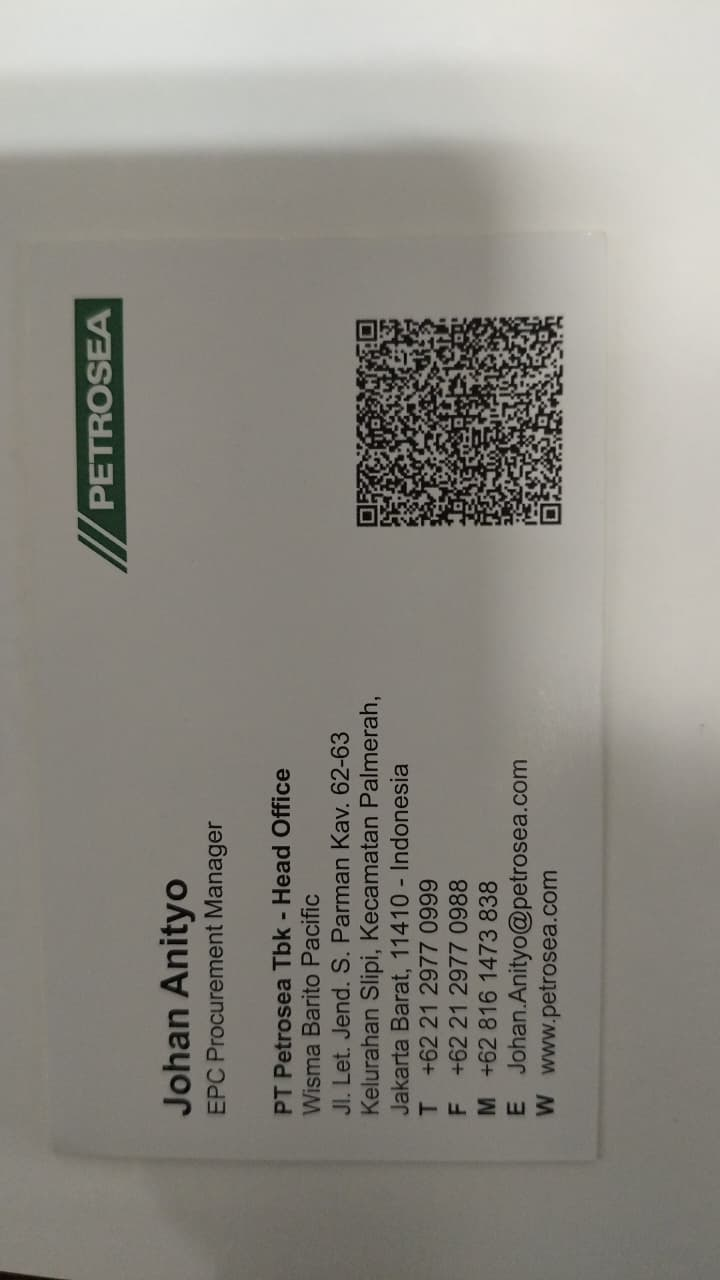 PETROSEA
Johan Anityo
EPC Procurement Manager
PT Petrosea Tbk - Head Office
Wisma Barito Pacific
Jl. Let. Jend. S. Parman Kav. 62-63
Kelurahan Slipi, Kecamatan Palmerah,
Jakarta Barat, 11410 - Indonesia
T +62 21 2977 0999
F +62 21 2977 0988
M +62 816 1473 838
E Johan.Anityo@petrosea.com
W www.petrosea.com